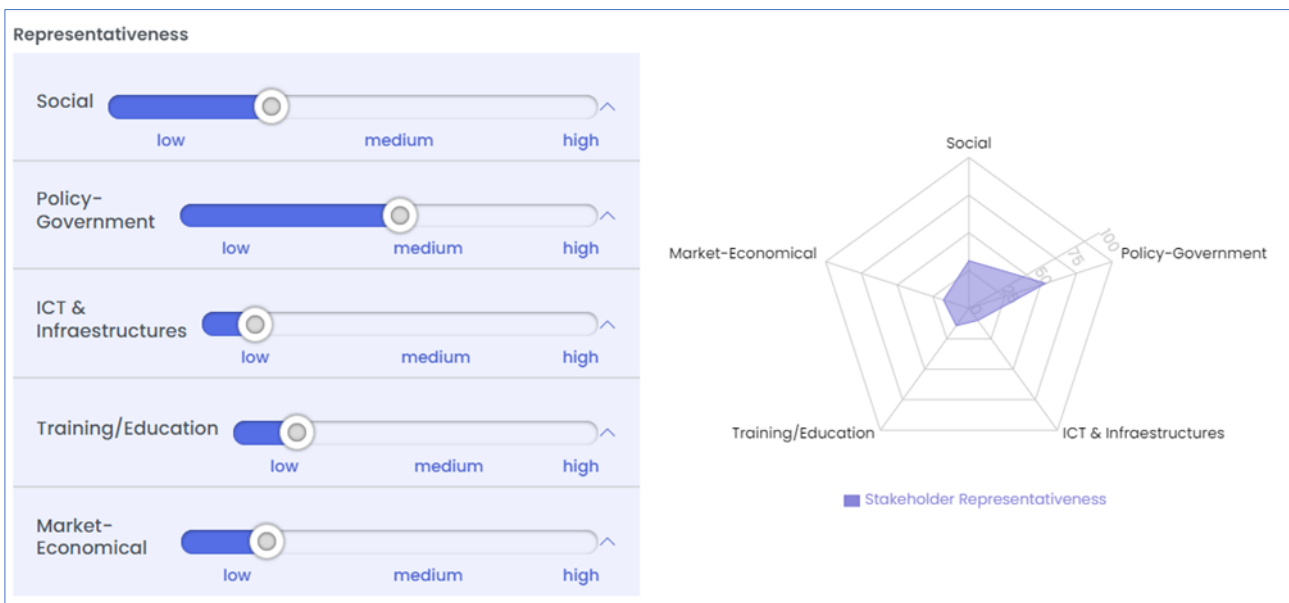 Representativeness
Social
low medium high
Policy-
Government
low medium high
ICT &
Infraestructures
low medium high
Training/Education
low medium high
Market-
Economical
low medium high
Social
Market-Economical
Policy-Government
Training/Education
ICT & Infraestructures
0
25
50
75
100
Stakeholder Representativeness